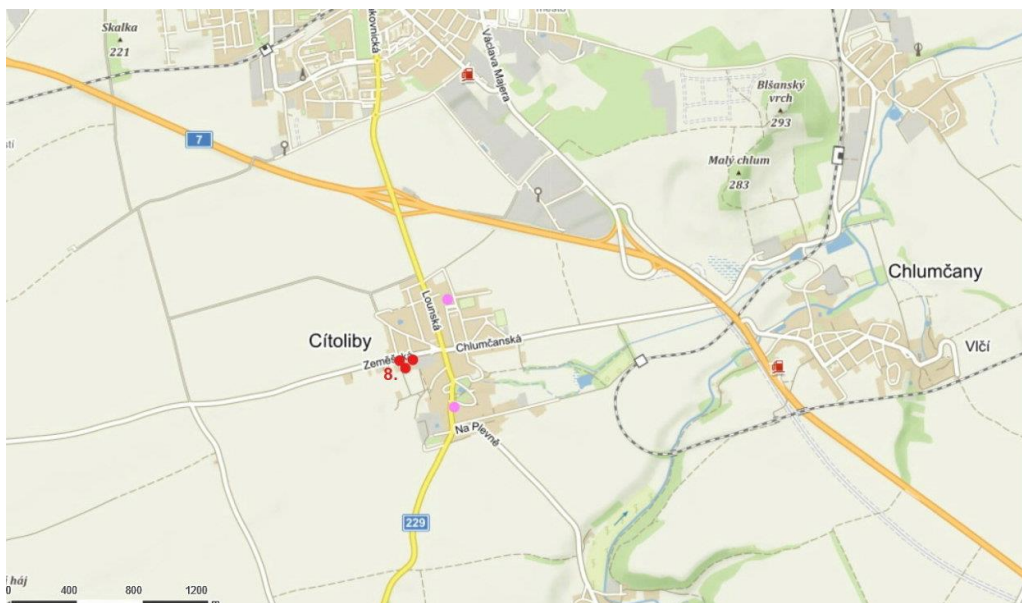 Skalka
221
Václava Majera
Blšanský
vrch
293
7
Malý chlum
283
Chlumčany
Lounská
Cítoliby
Chlumčanská
Vlčí
8.
Na Plevně
229
háj
0 400 800 1200